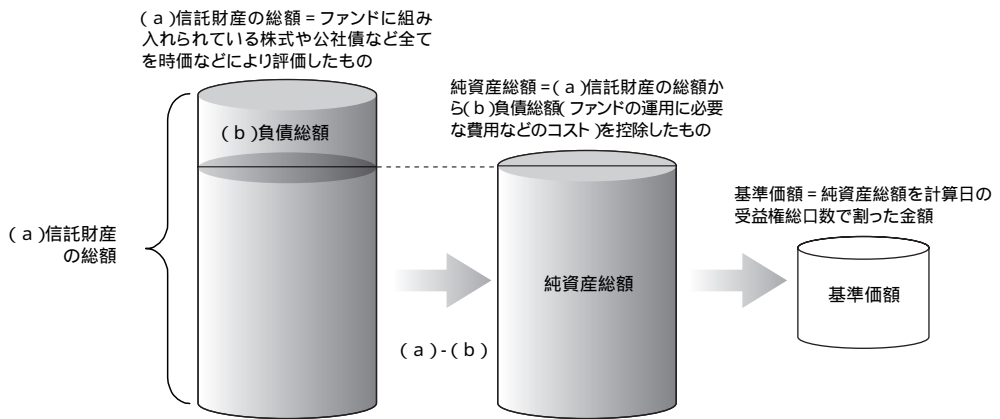 (a)信託財産の総額=ファンドに組み
入れられている株式や公社債など全て
を時価などにより評価したもの
純資産総額=(a)信託財産の総額から
(b)負債総額(ファンドの運用に必要
な費用などのコスト)を控除したもの
(b)負債総額
基準価額=純資産総額を計算日の
受益権総口数で割った金額
(a)信託財産
の総額
純資産総額
基準価額
(a)-(b)